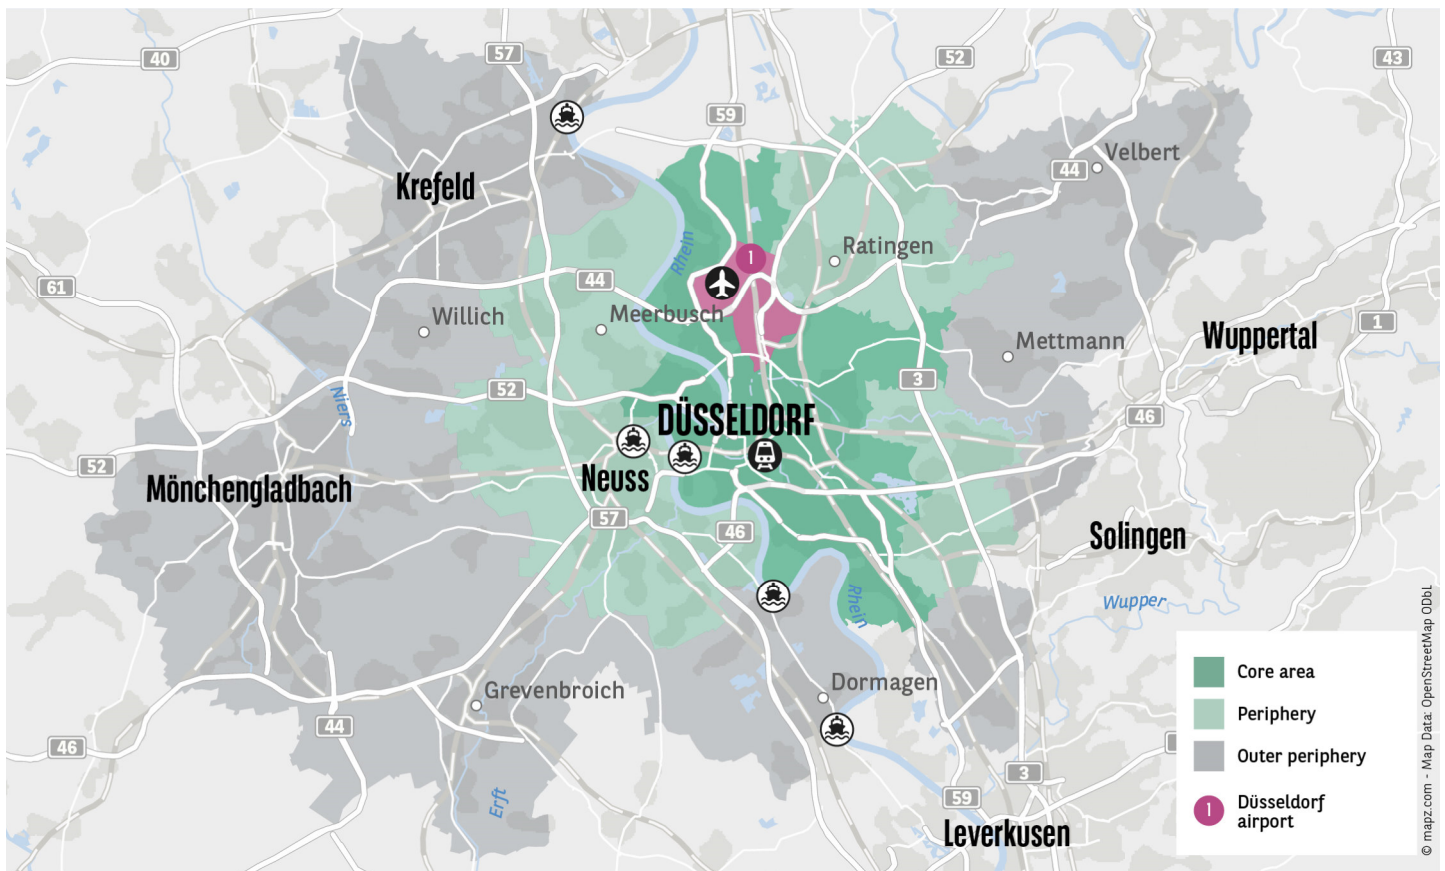 40
57
52
43
59
Velbert
44
Krefeld
Rhein
1
Ratingen
61
44
Willich
Meerbusch
Mettmann
Wuppertal
1
3
52
Niers
DÜSSELDORF
46
52
Mönchengladbach
Neuss
57
46
Solingen
Rhein
Wupper
Grevenbroich
Dormagen
44
46
Erft
3
59
Leverkusen
Core area
Periphery
Outer periphery
1
Düsseldorf
airport
© mapz.com - Map Data: OpenStreetMap ODbL